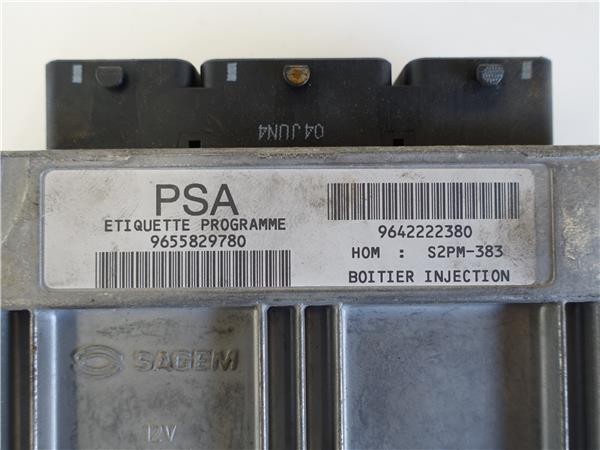 04JUN4
PSA
ETIQUETTE PROGRAMME
9655829780
9642222380
HOM : S2PM-383
BOITIER INJECTION
SAGEM
12V